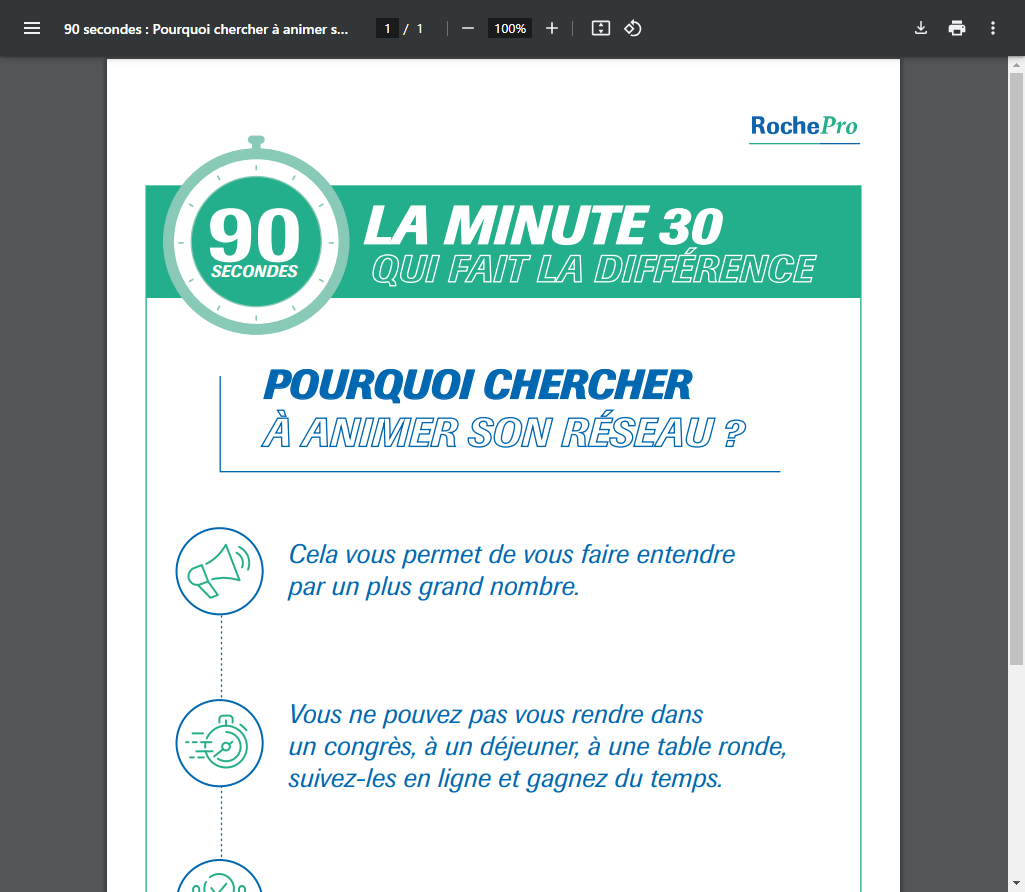 90 secondes : Pourquoi chercher à animer s...
1 / 1
100%
RochePro
90
SECONDES
LA MINUTE 30
QUI FAIT LA DIFFÉRENCE
POURQUOI CHERCHER
À ANIMER SON RÉSEAU ?
Cela vous permet de vous faire entendre
par un plus grand nombre.
Vous ne pouvez pas vous rendre dans
un congrès, à un déjeuner, à une table ronde,
suivez-les en ligne et gagnez du temps.